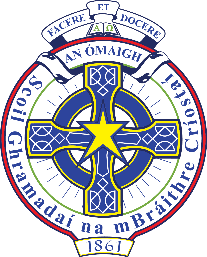 FACERE ET DOCERE
Α Ω
AN ÓMAIGH
Scoil Ghramadaí na mBráithre Críostaí
1861